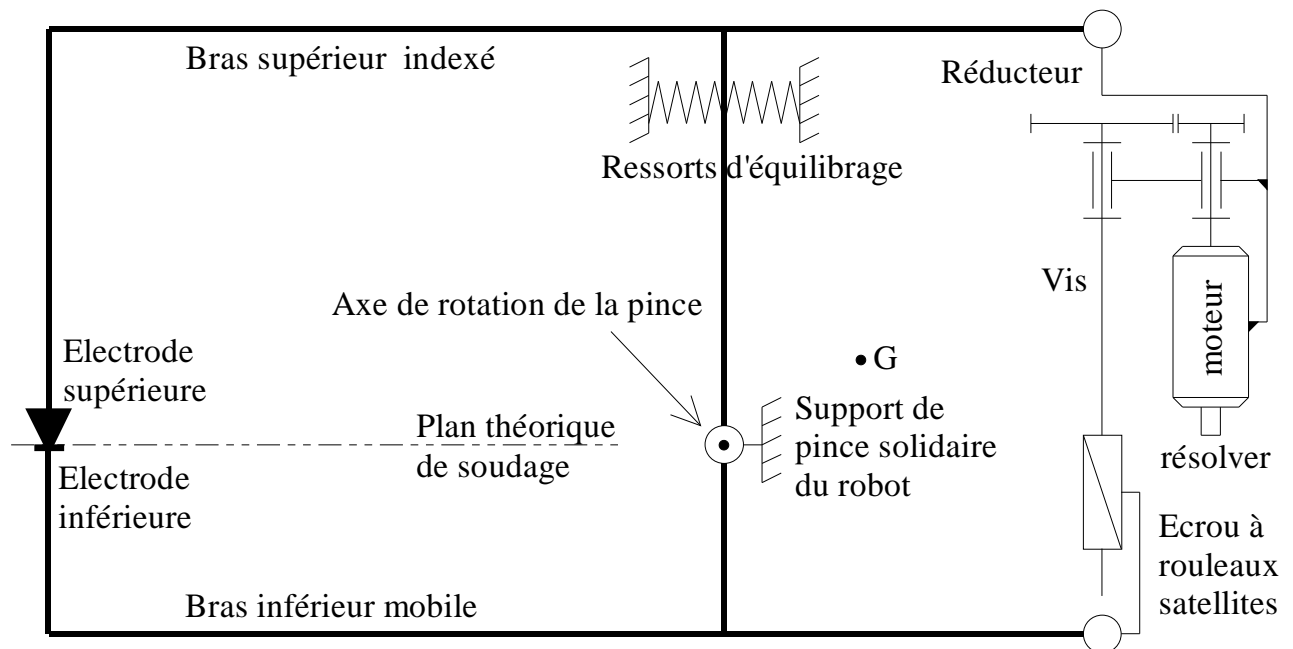 Bras supérieur indexé
Réducteur
Ressorts d'équilibrage
Vis
Axe de rotation de la pince
moteur
Electrode
supérieure
G
Plan théorique
de soudage
Support de
pince solidaire
du robot
résolver
Electrode
inférieure
Ecrou à
rouleaux
satellites
Bras inférieur mobile